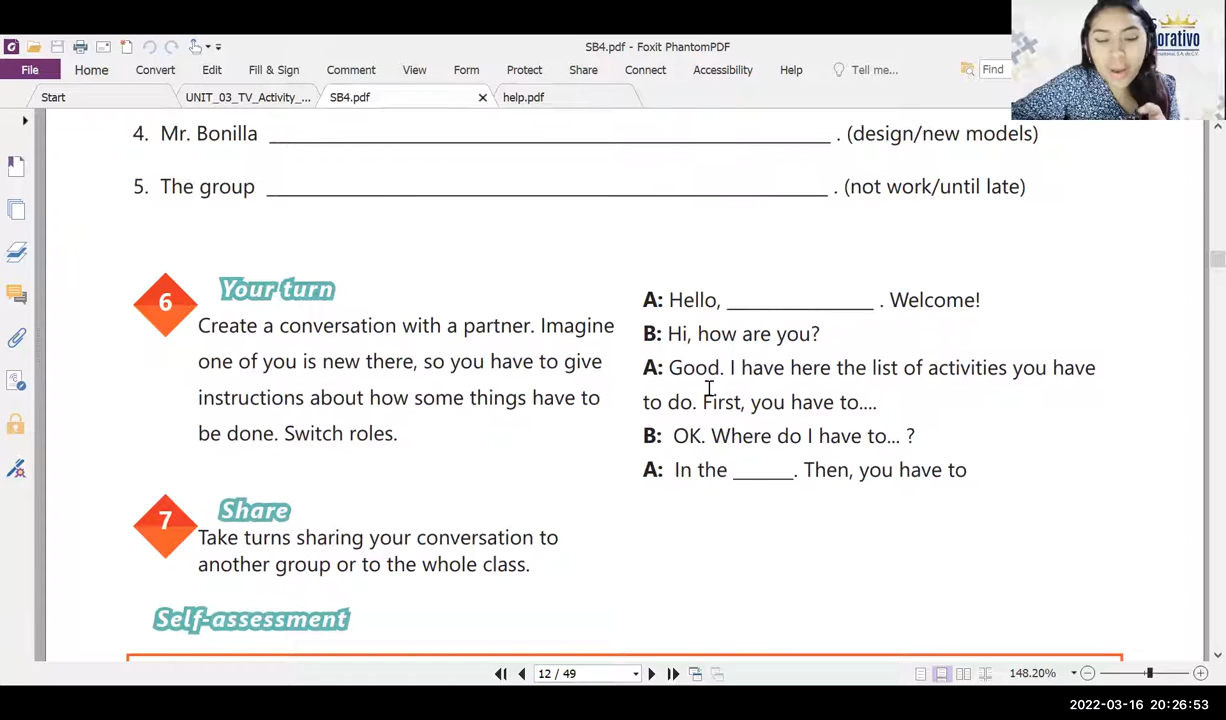 SB4.pdf - Foxit PhantomPDF
orativo
File Home Convert Edit Fill & Sign Comment View Form Protect Share Connect Accessibility Help Tell me... Find
Start UNIT_03_TV_Activity_... SB4.pdf help.pdf
4. Mr. Bonilla ______ . (design/new models)
5. The group ______ . (not work/until late)
6 Your turn
Create a conversation with a partner. Imagine
one of you is new there, so you have to give
instructions about how some things have to
be done. Switch roles.
A: Hello, ______ . Welcome!
B: Hi, how are you?
A: Good. I have here the list of activities you have
to do. First, you have to....
B: OK. Where do I have to... ?
A: In the ______. Then, you have to
7 Share
Take turns sharing your conversation to
another group or to the whole class.
Self-assessment
12 / 49
148.20%
2022-03-16 20:26:53